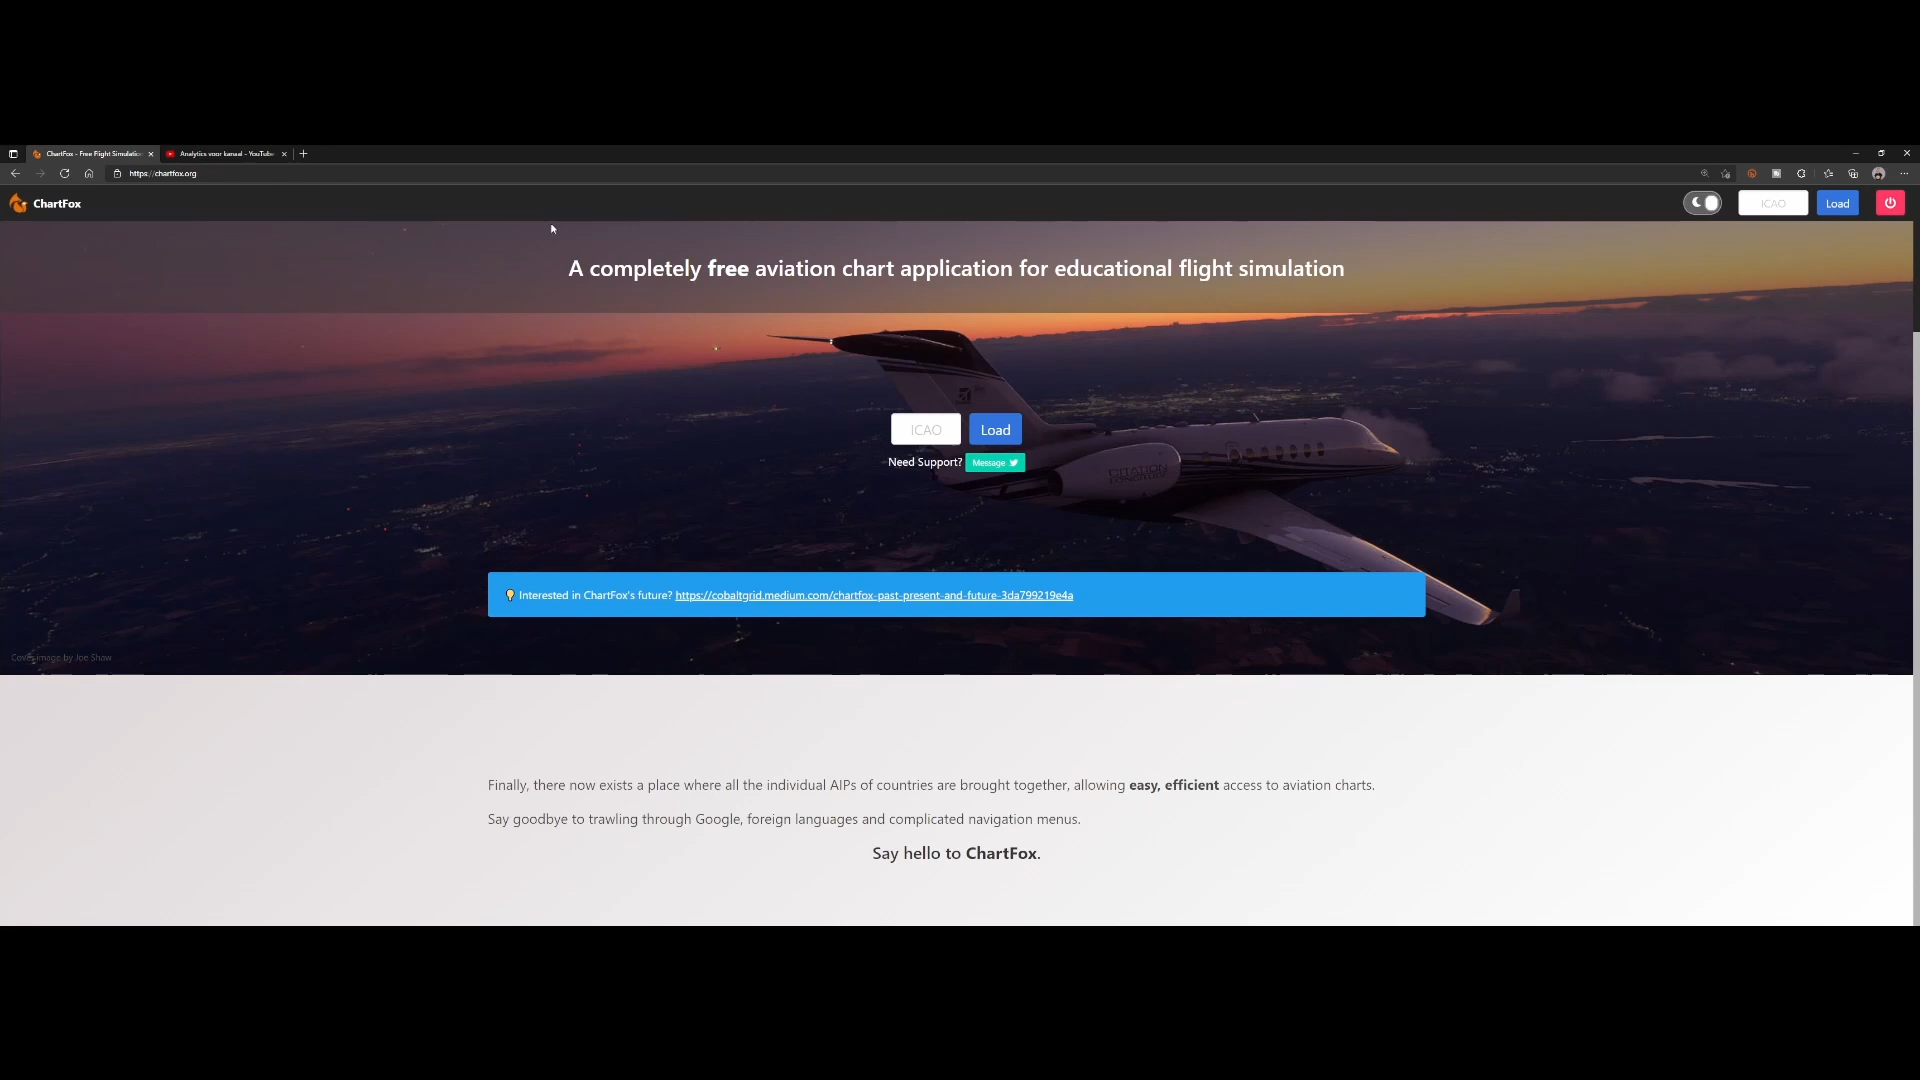 ChartFox - Free Flight Simulation
Analytics voor kanaal - YouTube
https://chartfox.org
ChartFox
ICAO
Load
A completely free aviation chart application for educational flight simulation
ICAO
Load
Need Support?
Message
CITATION
Interested in ChartFox's future? https://cobaltgrid.medium.com/chartfox-past-present-and-future-3da799219e4a
Cover image by Joe Shaw
Finally, there now exists a place where all the individual AIPs of countries are brought together, allowing easy, efficient access to aviation charts.
Say goodbye to trawling through Google, foreign languages and complicated navigation menus.
Say hello to ChartFox.